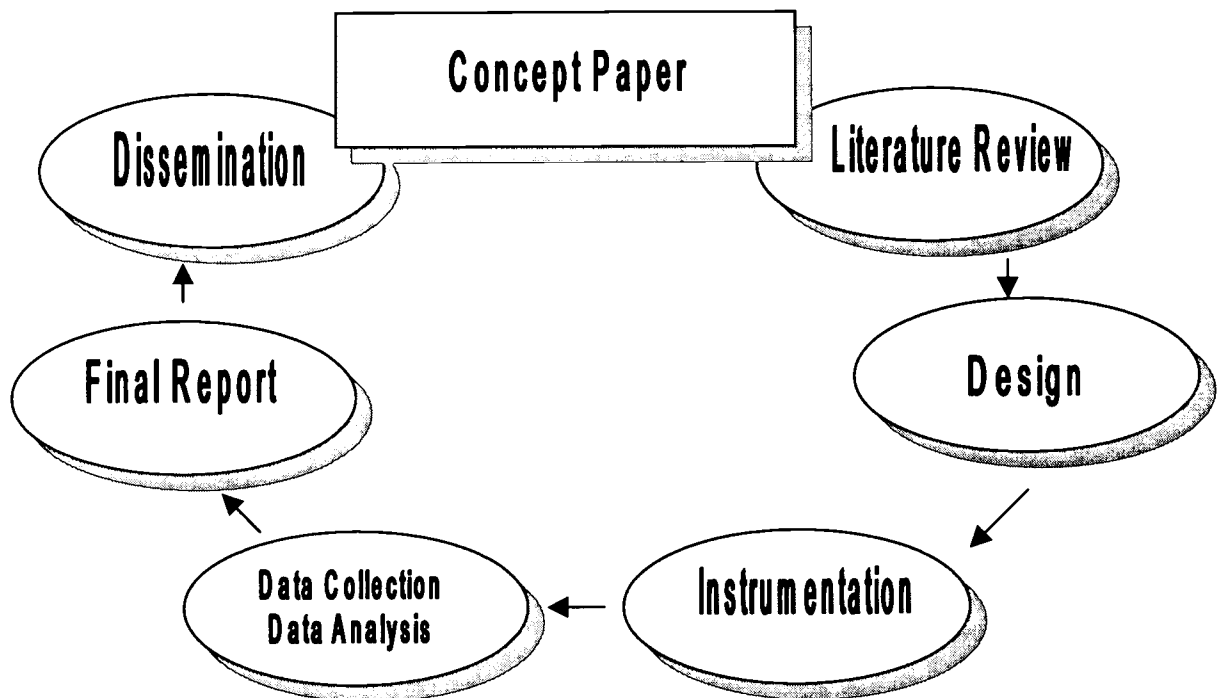 Concept Paper
Dissemination
Literature Review
Final Report
Design
Data Collection
Data Analysis
Instrumentation